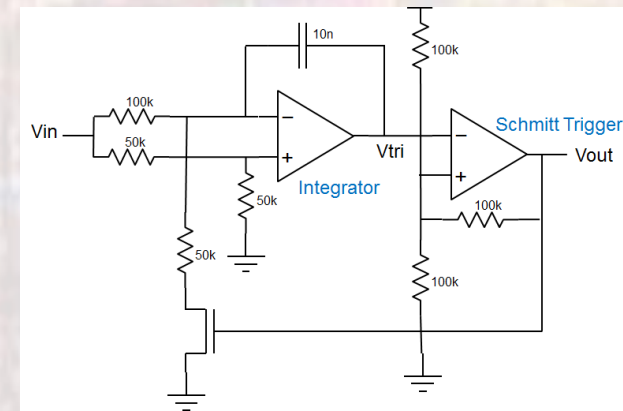 10n
100k
100k
Vin
50k
−
+
Integrator
50k
Vtri
−
+
Schmitt Trigger
Vout
100k
50k
100k